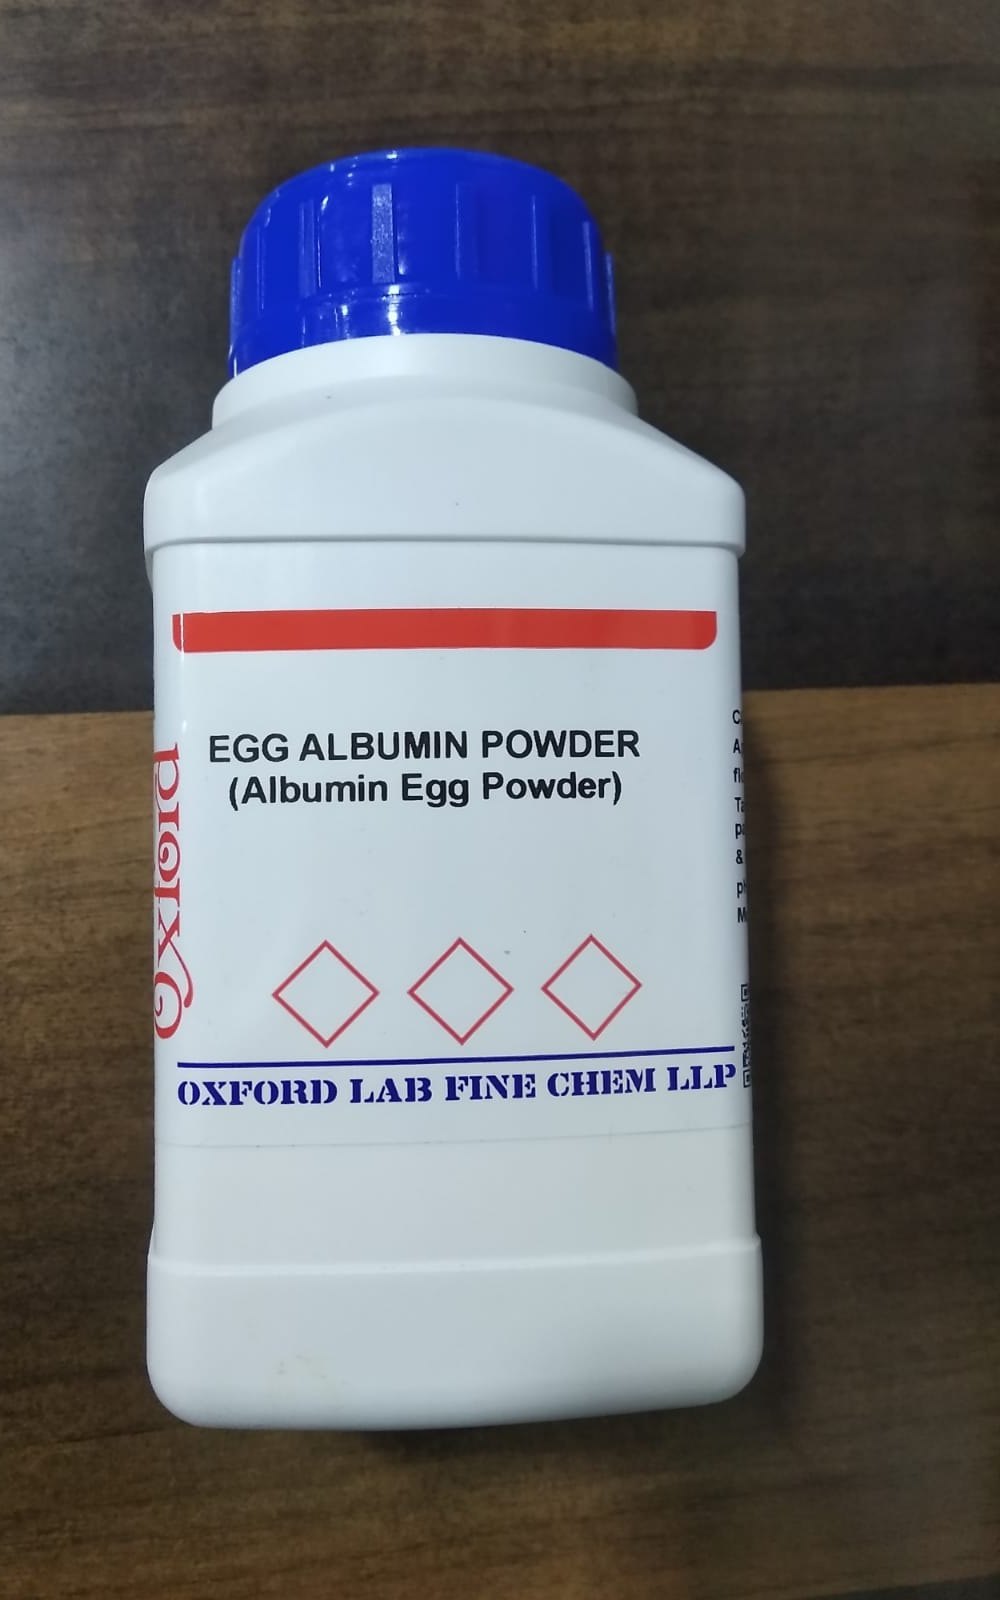 EGG ALBUMIN POWDER
(Albumin Egg Powder)
Oxford
OXFORD LAB FINE CHEM LLP